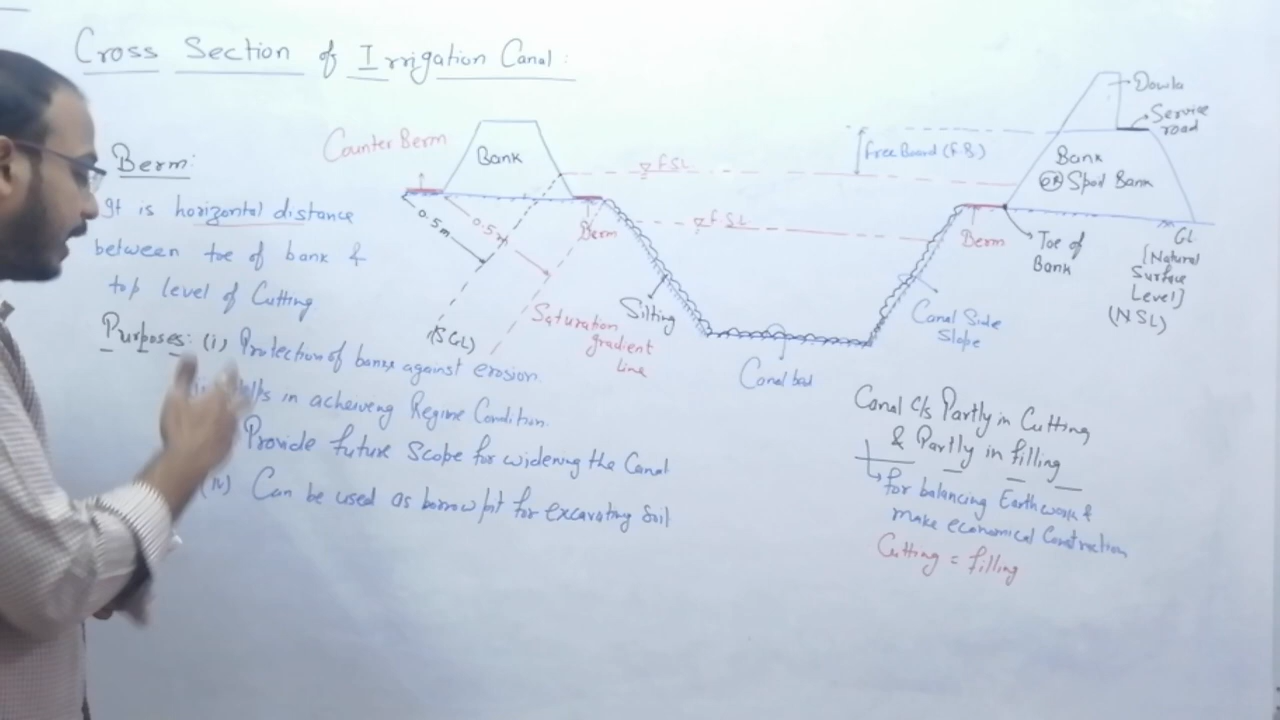 Cross Section of Irrigation Canal:
Berm:
It is horizontal distance
between toe of bank &
top level of Cutting
Purposes: (i) Protection of banks against erosion.
in acheiveng Regime Condition.
Provide future Scope for widening the Canal
(iv) Can be used as borrow pit for excavating Soil
Counter Berm
Bank
FSL
F.S.L
0.5m
0.5m
Berm
(SGL)
Saturation
gradient
line
Silting
Canal bed
Canal Side
Slope
Free Board (F.B.)
Dowla
Service
road
Bank
(OR) Spoil Bank
Berm
Toe of
Bank
GL
[Natural
Surface
Level]
(NSL)
Canal C/s Partly in Cutting
& Partly in filling
for balancing Earthwork &
make economical Construction
Cutting = filling